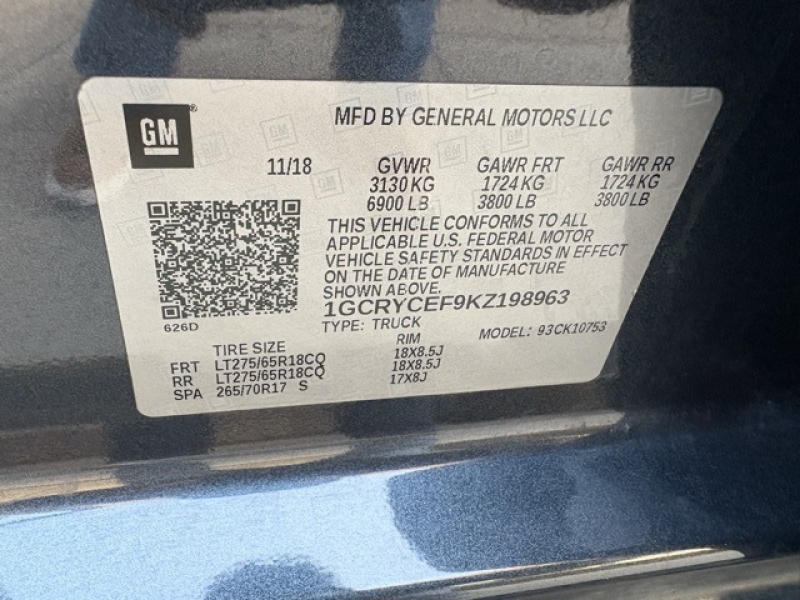 GM
MFD BY GENERAL MOTORS LLC
11/18 GVWR GAWR FRT GAWR RR
3130 KG 1724 KG 1724 KG
6900 LB 3800 LB 3800 LB
THIS VEHICLE CONFORMS TO ALL
APPLICABLE U.S. FEDERAL MOTOR
VEHICLE SAFETY STANDARDS IN EFFECT
ON THE DATE OF MANUFACTURE
SHOWN ABOVE.
1GCRYCEF9KZ198963
626D
TYPE: TRUCK MODEL: 93CK10753
TIRE SIZE RIM
FRT LT275/65R18CQ 18X8.5J
RR LT275/65R18CQ 18X8.5J
SPA 265/70R17 S 17X8J